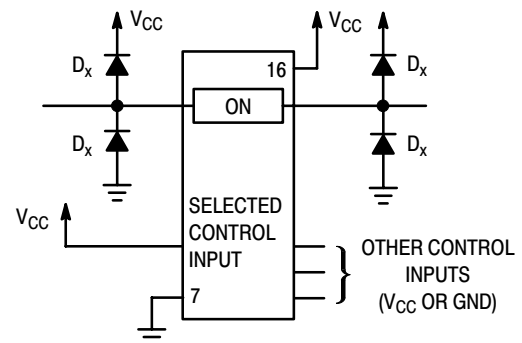 VCC
VCC
16
Dx
Dx
ON
Dx
Dx
VCC
SELECTED
CONTROL
INPUT
OTHER CONTROL
INPUTS
(VCC OR GND)
7